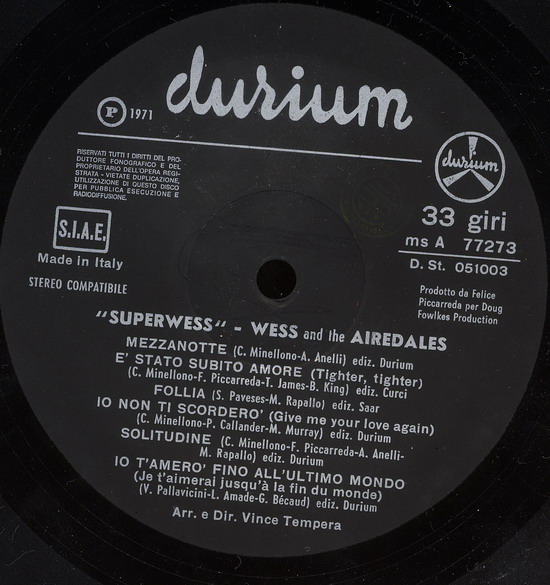 durium
P 1971
RISERVATI TUTTI I DIRITTI DEL PRO-
DUTTORE FONOGRAFICO E DEL
PROPRIETARIO DELL'OPERA REGI-
STRATA - VIETATE DUPLICAZIONE,
UTILIZZAZIONE DI QUESTO DISCO
PER PUBBLICA ESECUZIONE E
RADIODIFFUSIONE.
durium
S.I.A.E.
33 giri
ms A 77273
Made in Italy
D. St. 051003
STEREO COMPATIBILE
Prodotto da Felice
Piccarreda per Doug
Fowlkes Production
"SUPERWESS" - WESS and the AIREDALES
MEZZANOTTE (C. Minellono-A. Anelli) ediz. Durium
E' STATO SUBITO AMORE (Tighter, tighter)
(C. Minellono-F. Piccarreda-T. James-B. King) ediz. Curci
FOLLIA (S. Paveses-M. Rapallo) ediz. Saar
IO NON TI SCORDERO' (Give me your love again)
(C. Minellono-P. Callander-M. Murray) ediz. Durium
SOLITUDINE (C. Minellono-F. Piccarreda-A. Anelli-
M. Rapallo) ediz. Durium
IO T'AMERO' FINO ALL'ULTIMO MONDO
(Je t'aimerai jusqu'à la fin du monde)
(V. Pallavicini-L. Amade-G. Bécaud) ediz. Durium
Arr. e Dir. Vince Tempera